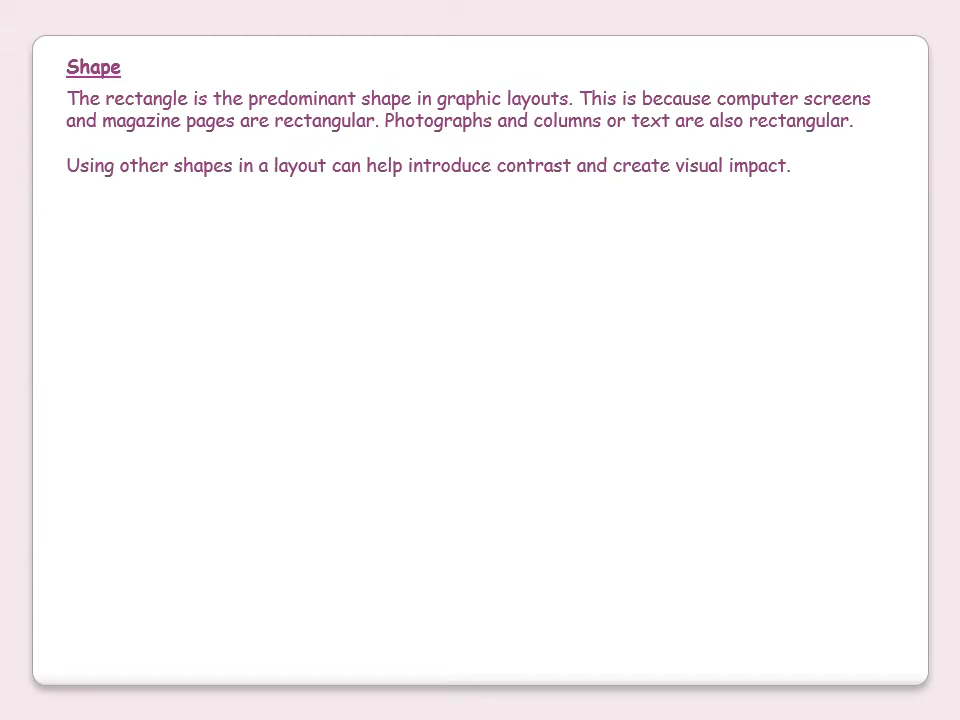 Shape
The rectangle is the predominant shape in graphic layouts. This is because computer screens
and magazine pages are rectangular. Photographs and columns or text are also rectangular.
Using other shapes in a layout can help introduce contrast and create visual impact.